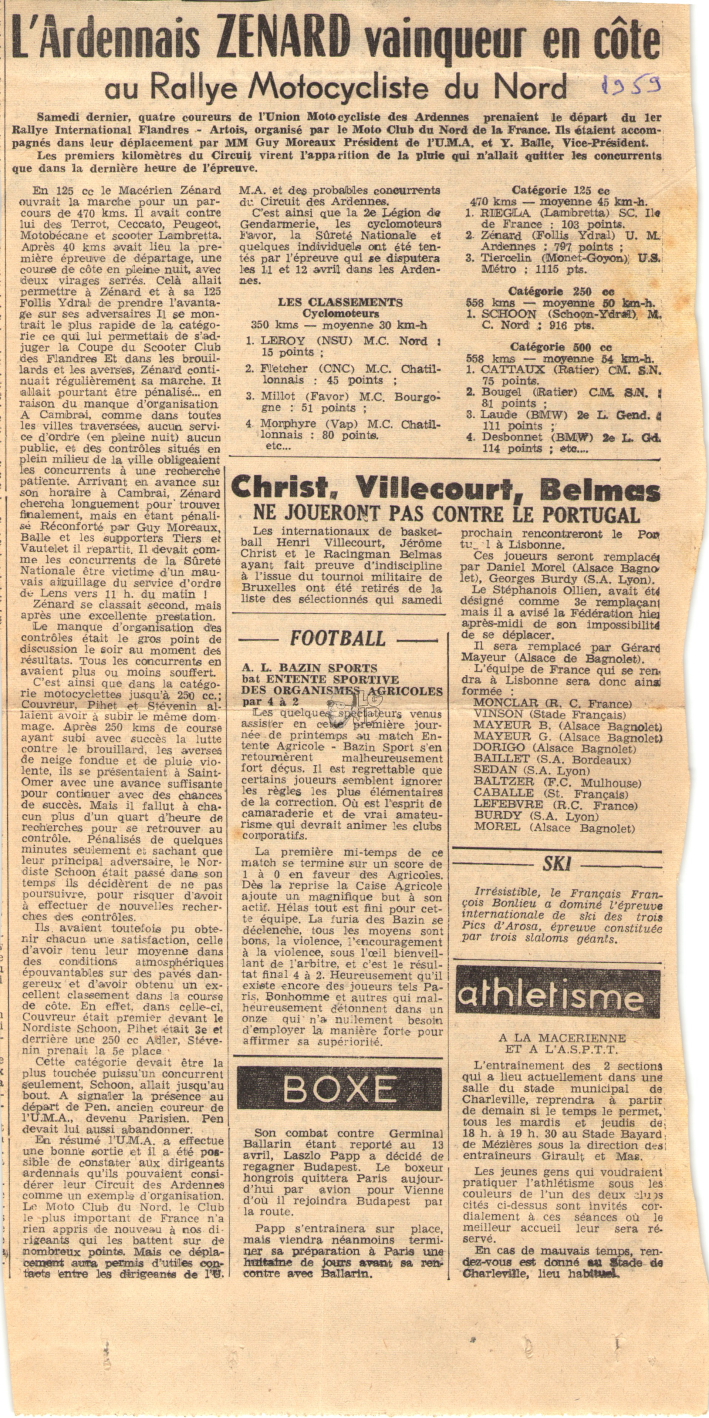 L'Ardennais ZENARD vainqueur en côte
au Rallye Motocycliste du Nord
1959
Samedi dernier, quatre coureurs de l'Union Motocycliste des Ardennes prenaient le départ du 1er
Rallye International Flandres - Artois, organisé par le Moto Club du Nord de la France. Ils étaient accom-
pagnés dans leur déplacement par MM Guy Moreaux Président de l'U.M.A, et Y. Balle, Vice-Président.
Les premiers kilomètres du Circuit virent l'apparition de la pluie qui n'allait quitter les concurrents
que dans la dernière heure de l'épreuve.
En 125 cc le Macérien Zénard
ouvrait la marche pour un par-
cours de 470 kms. Il avait contre
lui des Terrot, Ceccato, Peugeot,
Motobécane et scooter Lambretta.
Après 40 kms avait lieu la pre-
mière épreuve de départage, une
course de côte en pleine nuit, avec
deux virages serrés. Celà allait
permettre à Zénard et à sa 125
Follis Ydral de prendre l'avanta-
ge sur ses adversaires Il se mon-
trait le plus rapide de la catégo-
rie ce qui lui permettait de s'ad-
juger la Coupe du Scooter Club
des Flandres Et dans les brouil-
lards et les averses, Zénard conti-
nuait régulièrement sa marche. Il
allait pourtant être pénalisé... en
raison du manque d'organisation
A Cambrai, comme dans toutes
les villes traversées, aucun servi-
ce d'ordre (en pleine nuit) aucun
public, et des contrôles situés en
plein milieu de la ville obligeaient
les concurrents à une recherche
patiente. Arrivant en avance sur
son horaire à Cambrai, Zénard
chercha longuement pour trouver
finalement, mais en étant pénali-
sé Réconforté par Guy Moreaux,
Balle et les supporters Tiers et
Vautelet il repartit. Il devait com-
me les concurrents de la Sûreté
Nationale être victime d'un mau-
vais aiguillage du service d'ordre
de Lens vers 11 h. du matin !
Zénard se classait second, mais
après une excellente prestation.
Le manque d'organisation des
contrôles était le gros point de
discussion le soir au moment des
résultats. Tous les concurrents en
avaient plus ou moins souffert.
C'est ainsi que dans la catégo-
rie motocyclettes jusqu'à 250 cc.;
Couvreur, Pihet et Stévenin al-
laient avoir à subir le même dom-
mage. Après 250 kms de course
ayant subi avec succès la lutte
contre le brouillard, les averses
de neige fondue et de pluie vio-
lente, ils se présentaient à Saint-
Omer avec une avance suffisante
pour continuer avec des chances
de succès. Mais il fallut à cha-
cun plus d'un quart d'heure de
recherches pour se retrouver au
contrôle. Pénalisés de quelques
minutes seulement et sachant que
leur principal adversaire, le Nor-
diste Schoon était passé dans son
temps ils décidèrent de ne pas
poursuivre, pour risquer d'avoir
à effectuer de nouvelles recher-
ches des contrôles.
Ils avaient toutefois pu obte-
nir chacun une satisfaction, celle
d'avoir tenu leur moyenne dans
des conditions atmosphériques
épouvantables sur des pavés dan-
gereux et d'avoir obtenu un ex-
cellent classement dans la course
de côte. En effet, dans celle-ci,
Couvreur était premier devant le
Nordiste Schoon, Pihet était 3e et
derrière une 250 cc Adler, Stéve-
nin prenait la 5e place
Cette catégorie devait être la
plus touchée puissu'un concurrent
seulement, Schoon, allait jusqu'au
bout. A signaler la présence au
départ de Pen, ancien coureur de
l'U.M.A., devenu Parisien. Pen
devait lui aussi abandonner.
En résumé l'U.M.A. a effectue
une bonne sortie et il a été pos-
sible de constater aux dirigeants
ardennais qu'ils pouvaient consi-
dérer leur Circuit des Ardennes
comme un exemple d'organisation.
Le Moto Club du Nord, le Club
le plus important de France n'a
rien appris de nouveau à nos di-
rigeants qui les battent sur de
nombreux points. Mais ce dépla-
cement aura permis d'utiles con-
tacts entre les dirigeants de l'U.
M.A. et des probables concurrents
du Circuit des Ardennes.
C'est ainsi que la 2e Légion de
Gendarmerie, les cyclomoteurs
Favor, la Sûreté Nationale et
quelques individuels ont été ten-
tés par l'épreuve qui se disputera
les 11 et 12 avril dans les Arden-
nes.
LES CLASSEMENTS
Cyclomoteurs
350 kms — moyenne 30 km-h
1. LEROY (NSU) M.C. Nord :
15 points ;
2. Fletcher (CNC) M.C. Chatil-
lonnais : 45 points ;
3. Millot (Favor) M.C. Bourgo-
gne : 51 points ;
4 Morphyre (Vap) M.C. Chatil-
lonnais : 80 points.
etc...
Catégorie 125 cc
470 kms — moyenne 45 km-h.
1. RIEGLA (Lambretta) SC. Ile
de France : 103 points.
2. Zénard (Follis Ydral) U. M.
Ardennes : 797 points ;
3. Tiercelin (Monet-Goyon) U.S.
Métro : 1115 pts.
Catégorie 250 cc
558 kms — moyenne 50 km-h.
1. SCHOON (Schoon-Ydral) M.
C. Nord : 916 pts.
Catégorie 500 cc
558 kms — moyenne 54 km-h.
1. CATTAUX (Ratier) CM. S.N.
75 points.
2. Bougel (Ratier) C.M. S.N. :
81 points ;
3. Laude (BMW) 2e L. Gend. :
111 points ;
4. Desbonnet (BMW) 2e L. Gd.
114 points ; etc....
Christ, Villecourt, Belmas
NE JOUERONT PAS CONTRE LE PORTUGAL
Les internationaux de basket-
ball Henri Villecourt, Jérôme
Christ et le Racingman Belmas
ayant fait preuve d'indiscipline
à l'issue du tournoi militaire de
Bruxelles ont été retirés de la
liste des sélectionnés qui samedi
prochain rencontreront le Por
à Lisbonne.
Ces joueurs seront remplacés
par Daniel Morel (Alsace Bagno
let), Georges Burdy (S.A. Lyon).
Le Stéphanois Ollien, avait été
désigné comme 3e remplaçant
mais il a avisé la Fédération hier
après-midi de son impossibilité
de se déplacer.
Il sera remplacé par Gérard
Mayeur (Alsace de Bagnolet).
L'équipe de France qui se ren
dra à Lisbonne sera donc ainsi
formée :
MONCLAR (R. C. France)
VINSON (Stade Français)
MAYEUR B. (Alsace Bagnolet)
MAYEUR G. (Alsace Bagnolet)
DORIGO (Alsace Bagnolet)
BAILLET (S.A. Bordeaux)
SEDAN (S.A. Lyon)
BALTZER (F.C. Mulhouse)
CABALLE (St. Français)
LEFEBVRE (R.C. France)
BURDY (S.A. Lyon)
MOREL (Alsace Bagnolet)
FOOTBALL
A. L. BAZIN SPORTS
bat ENTENTE SPORTIVE
DES ORGANISMES AGRICOLES
par 4 à 2
Les quelques spectateurs venus
assister en cette première jour-
née de printemps au match En-
tente Agricole - Bazin Sport s'en
retournèrent malheureusement
fort déçus. Il est regrettable que
certains joueurs semblent ignorer
les règles les plus élémentaires
de la correction. Où est l'esprit de
camaraderie et de vrai amateu-
risme qui devrait animer les clubs
corporatifs.
La première mi-temps de ce
match se termine sur un score de
1 à 0 en faveur des Agricoles.
Dès la reprise la Caise Agricole
ajoute un magnifique but à son
actif. Hélas tout est fini pour cet-
te équipe. La furia des Bazin se
déclenche, tous les moyens sont
bons, la violence, l'encouragement
à la violence, sous l'œil bienveil-
lant de l'arbitre, et c'est le résul-
tat final 4 à 2. Heureusement qu'il
existe encore des joueurs tels Pa-
ris, Bonhomme et autres qui mal-
heureusement détonnent dans un
onze qui n'a nullement besoin
d'employer la manière forte pour
affirmer sa supériorité.
BOXE
Son combat contre Germinal
Ballarin étant reporté au 13
avril, Laszlo Papp a décidé de
regagner Budapest. Le boxeur
hongrois quittera Paris aujour-
d'hui par avion pour Vienne
d'où il rejoindra Budapest par
la route.
Papp s'entrainera sur place,
mais viendra néanmoins termi-
ner sa préparation à Paris une
huitaine de jours avant sa ren-
contre avec Ballarin.
SKI
Irrésistible, le Français Fran-
çois Bonlieu a dominé l'épreuve
internationale de ski des trois
Pics d'Arosa, épreuve constituée
par trois slaloms géants.
athlétisme
A LA MACERIENNE
ET A L'A.S.P.T.T.
L'entraînement des 2 sections
qui a lieu actuellement dans une
salle du stade municipal de
Charleville, reprendra à partir
de demain si le temps le permet,
tous les mardis et jeudis de
18 h. à 19 h. 30 au Stade Bayard
de Mézières sous la direction des
entraineurs Girault et Mas.
Les jeunes gens qui voudraient
pratiquer l'athlétisme sous les
couleurs de l'un des deux clubs
cités ci-dessus sont invités cor-
dialement à ces séances où le
meilleur accueil leur sera ré-
servé.
En cas de mauvais temps, ren-
dez-vous est donné au Stade de
Charleville, lieu habituel.